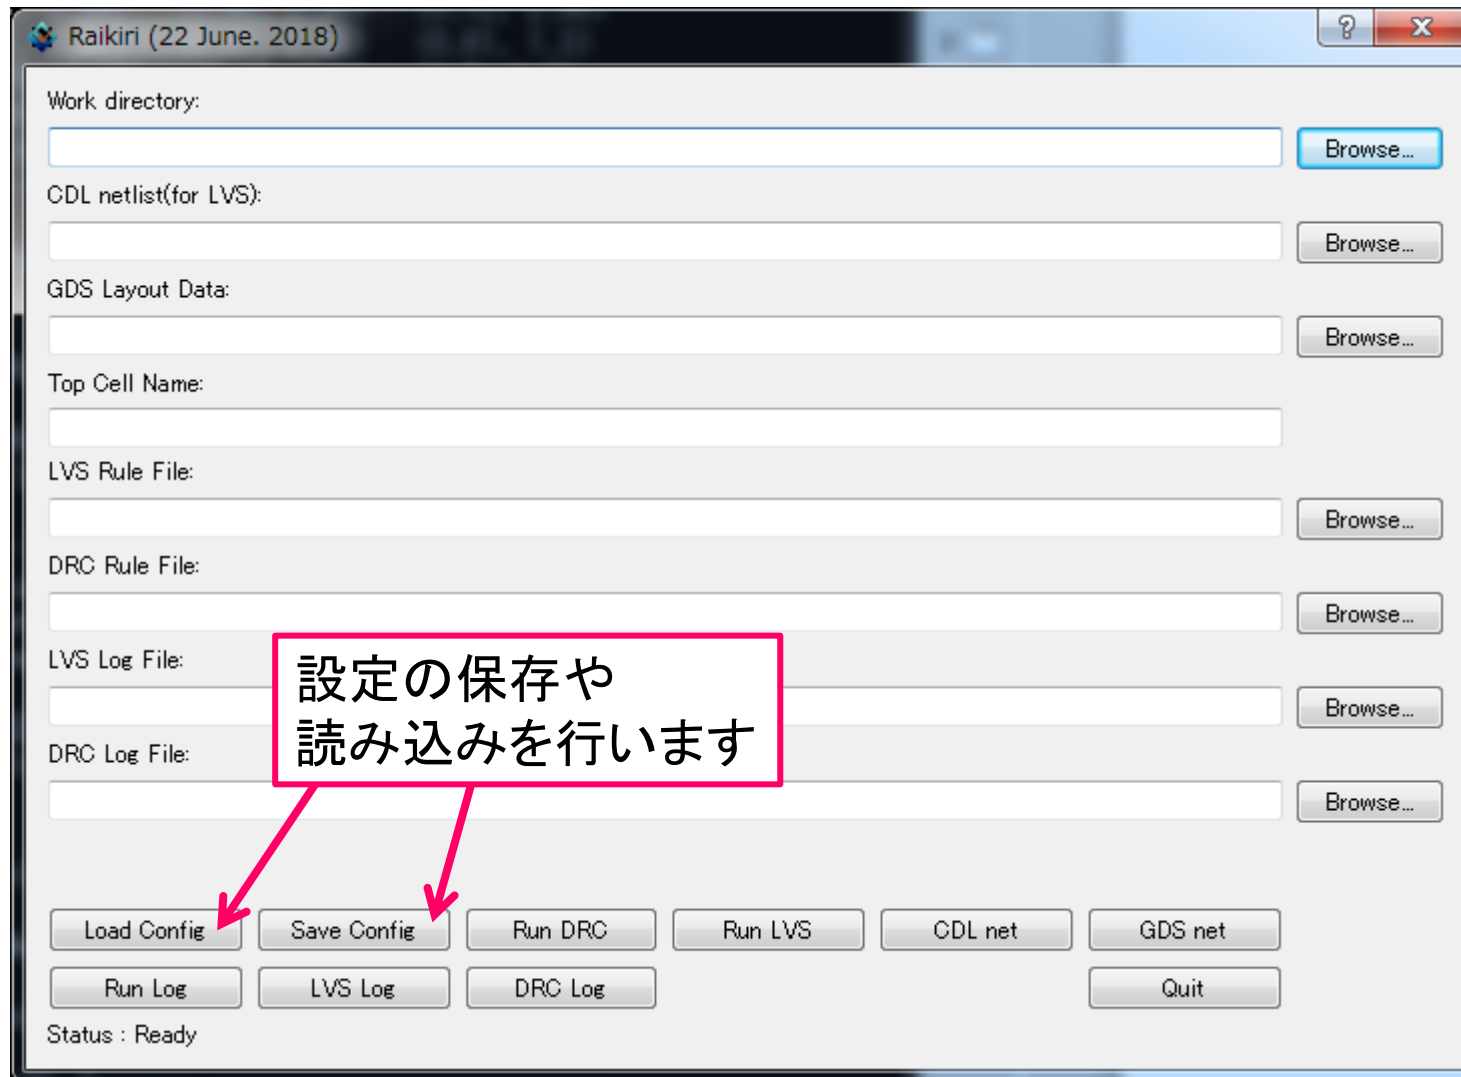 Raikiri (22 June. 2018)
Work directory:
Browse...
CDL netlist(for LVS):
Browse...
GDS Layout Data:
Browse...
Top Cell Name:
LVS Rule File:
Browse...
DRC Rule File:
Browse...
LVS Log File:
設定の保存や
読み込みを行います
Browse...
DRC Log File:
Browse...
Load Config Save Config Run DRC Run LVS CDL net GDS net
Run Log LVS Log DRC Log Quit
Status : Ready